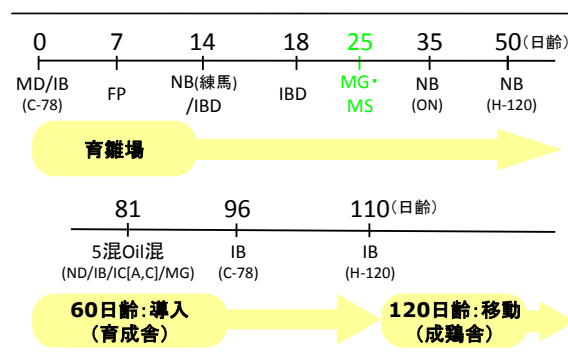 0 7 14 18 25 35 50(日齢)
MD/IB (C-78) FP NB(練馬) /IBD IBD MG・ MS NB (ON) NB (H-120)
育雛場
81 96 110(日齢)
5混Oil混 (ND/IB/IC[A,C]/MG) IB (C-78) IB (H-120)
60日齢:導入 (育成舎)
120日齢:移動 (成鶏舎)